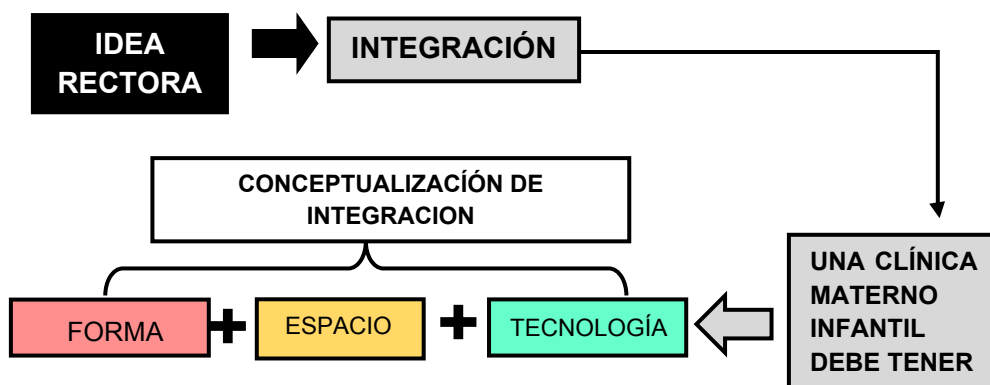 IDEA
RECTORA
INTEGRACIÓN
CONCEPTUALIZACÍÓN DE
INTEGRACION
UNA CLÍNICA
MATERNO
INFANTIL
DEBE TENER
FORMA + ESPACIO + TECNOLOGÍA